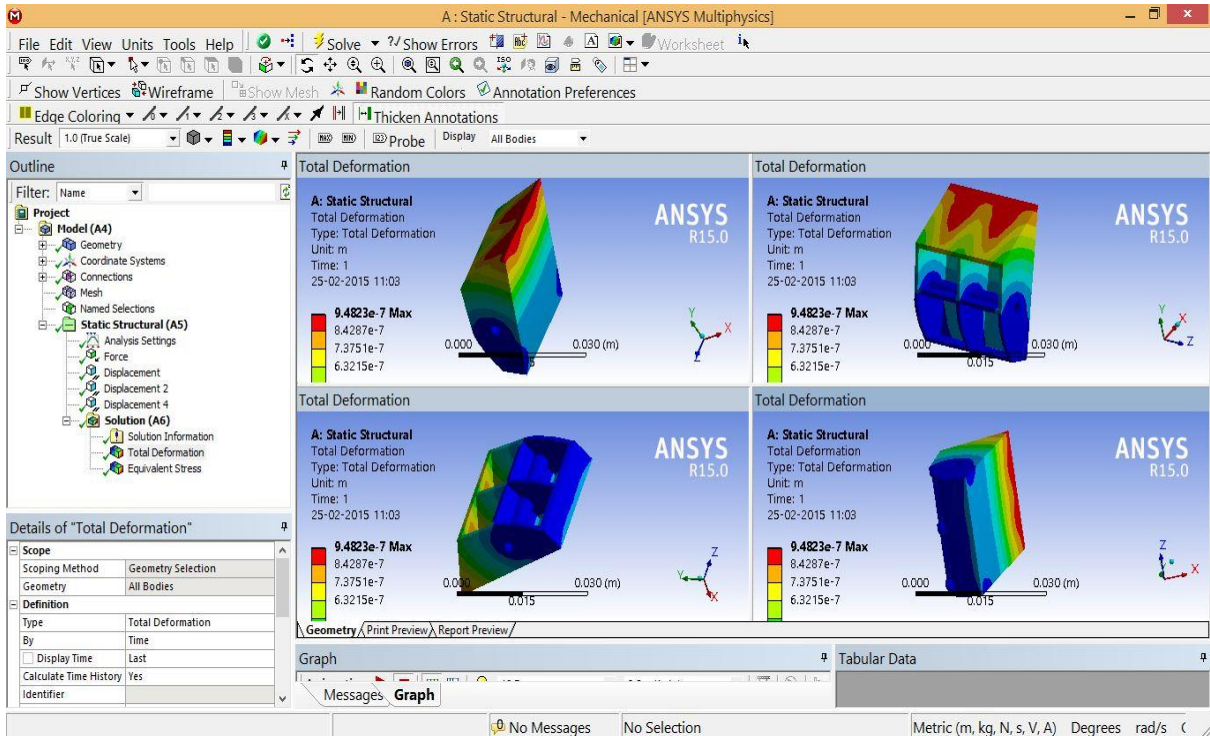 A : Static Structural - Mechanical [ANSYS Multiphysics]
File Edit View Units Tools Help Solve ?/ Show Errors Worksheet
Show Vertices Wireframe Show Mesh Random Colors Annotation Preferences
Edge Coloring Thicken Annotations
Result 1.0 (True Scale) Probe Display All Bodies
Outline
Filter: Name
Project
Model (A4)
Geometry
Coordinate Systems
Connections
Mesh
Named Selections
Static Structural (A5)
Analysis Settings
Force
Displacement
Displacement 2
Displacement 4
Solution (A6)
Solution Information
Total Deformation
Equivalent Stress
Details of "Total Deformation"
Scope
Scoping Method Geometry Selection
Geometry All Bodies
Definition
Type Total Deformation
By Time
Display Time Last
Calculate Time History Yes
Identifier
Total Deformation
A: Static Structural
Total Deformation
Type: Total Deformation
Unit: m
Time: 1
25-02-2015 11:03
9.4823e-7 Max
8.4287e-7
7.3751e-7
6.3215e-7
ANSYS
R15.0
0.000 0.030 (m)
Y
X
Z
Total Deformation
A: Static Structural
Total Deformation
Type: Total Deformation
Unit: m
Time: 1
25-02-2015 11:03
9.4823e-7 Max
8.4287e-7
7.3751e-7
6.3215e-7
ANSYS
R15.0
0.000 0.030 (m)
0.015
Y
X
Z
Total Deformation
A: Static Structural
Total Deformation
Type: Total Deformation
Unit: m
Time: 1
25-02-2015 11:03
9.4823e-7 Max
8.4287e-7
7.3751e-7
6.3215e-7
ANSYS
R15.0
0.000 0.030 (m)
0.015
Z
Y
X
Total Deformation
A: Static Structural
Total Deformation
Type: Total Deformation
Unit: m
Time: 1
25-02-2015 11:03
9.4823e-7 Max
8.4287e-7
7.3751e-7
6.3215e-7
ANSYS
R15.0
0.000 0.030 (m)
0.015
Z
X
Geometry Print Preview Report Preview
Graph
Tabular Data
Messages Graph
No Messages No Selection Metric (m, kg, N, s, V, A) Degrees rad/s